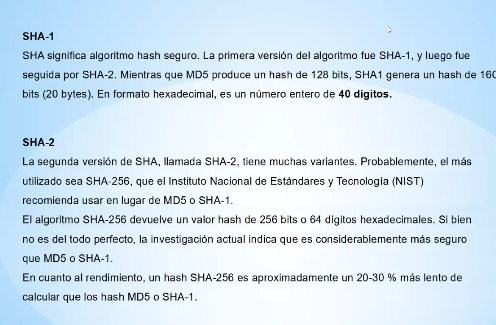 SHA-1
SHA significa algoritmo hash seguro. La primera versión del algoritmo fue SHA-1, y luego fue
seguida por SHA-2. Mientras que MD5 produce un hash de 128 bits, SHA1 genera un hash de 160
bits (20 bytes). En formato hexadecimal, es un número entero de 40 dígitos.
SHA-2
La segunda versión de SHA, llamada SHA-2, tiene muchas variantes. Probablemente, el más
utilizado sea SHA-256, que el Instituto Nacional de Estándares y Tecnología (NIST)
recomienda usar en lugar de MD5 o SHA-1.
El algoritmo SHA-256 devuelve un valor hash de 256 bits o 64 dígitos hexadecimales. Si bien
no es del todo perfecto, la investigación actual indica que es considerablemente más seguro
que MD5 o SHA-1.
En cuanto al rendimiento, un hash SHA-256 es aproximadamente un 20-30 % más lento de
calcular que los hash MD5 o SHA-1.